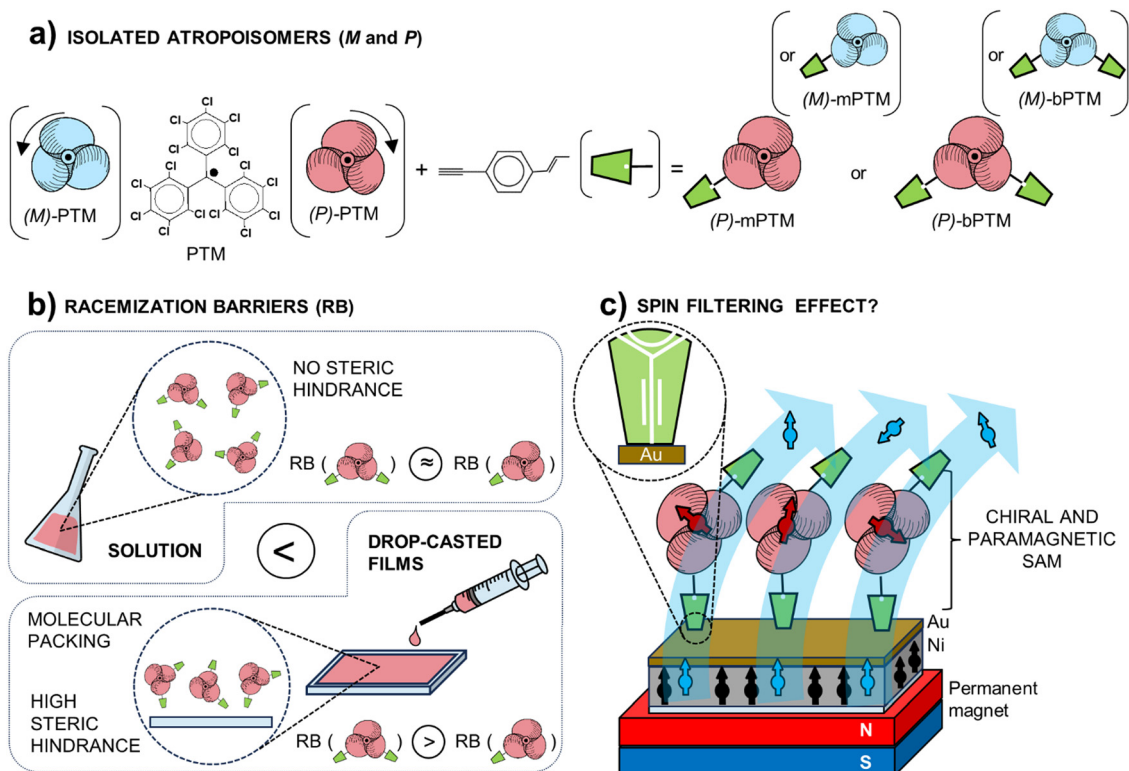 a) ISOLATED ATROPOISOMERS (M and P)
or
(M)-mPTM
or
(M)-bPTM
(M)-PTM
Cl
Cl
Cl
Cl
Cl
Cl
Cl
Cl
Cl
Cl
Cl
Cl
Cl
Cl
PTM
(P)-PTM
+
=
(P)-mPTM
or
(P)-bPTM
b) RACEMIZATION BARRIERS (RB)
NO STERIC
HINDRANCE
RB ( ) ≈ RB ( )
SOLUTION
<
DROP-CASTED
FILMS
MOLECULAR
PACKING
HIGH
STERIC
HINDRANCE
RB ( ) > RB ( )
c) SPIN FILTERING EFFECT?
Au
CHIRAL AND
PARAMAGNETIC
SAM
Au
Ni
Permanent
magnet
N
S